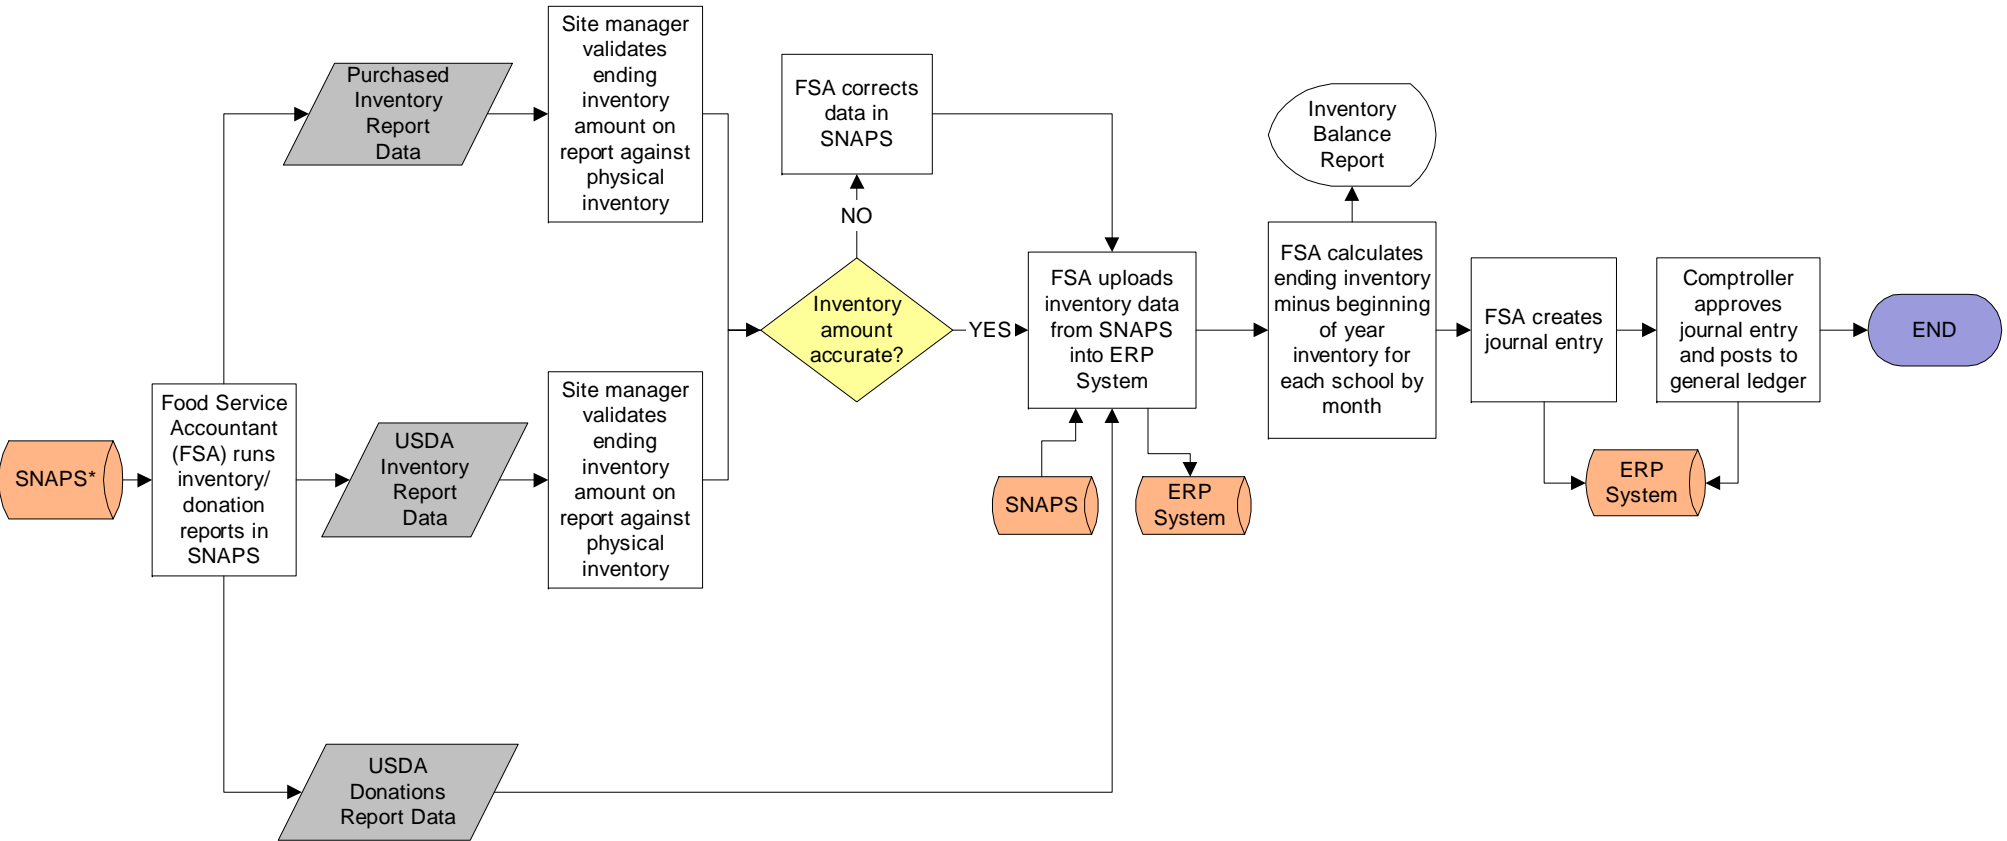 SNAPS*
Food Service
Accountant
(FSA) runs
inventory/
donation
reports in
SNAPS
Purchased
Inventory
Report
Data
Site manager
validates
ending
inventory
amount on
report against
physical
inventory
USDA
Inventory
Report
Data
Site manager
validates
ending
inventory
amount on
report against
physical
inventory
USDA
Donations
Report Data
Inventory
amount
accurate?
NO
FSA corrects
data in
SNAPS
YES
FSA uploads
inventory data
from SNAPS
into ERP
System
SNAPS
ERP
System
FSA calculates
ending inventory
minus beginning
of year
inventory for
each school by
month
Inventory
Balance
Report
FSA creates
journal entry
Comptroller
approves
journal entry
and posts to
general ledger
ERP
System
END